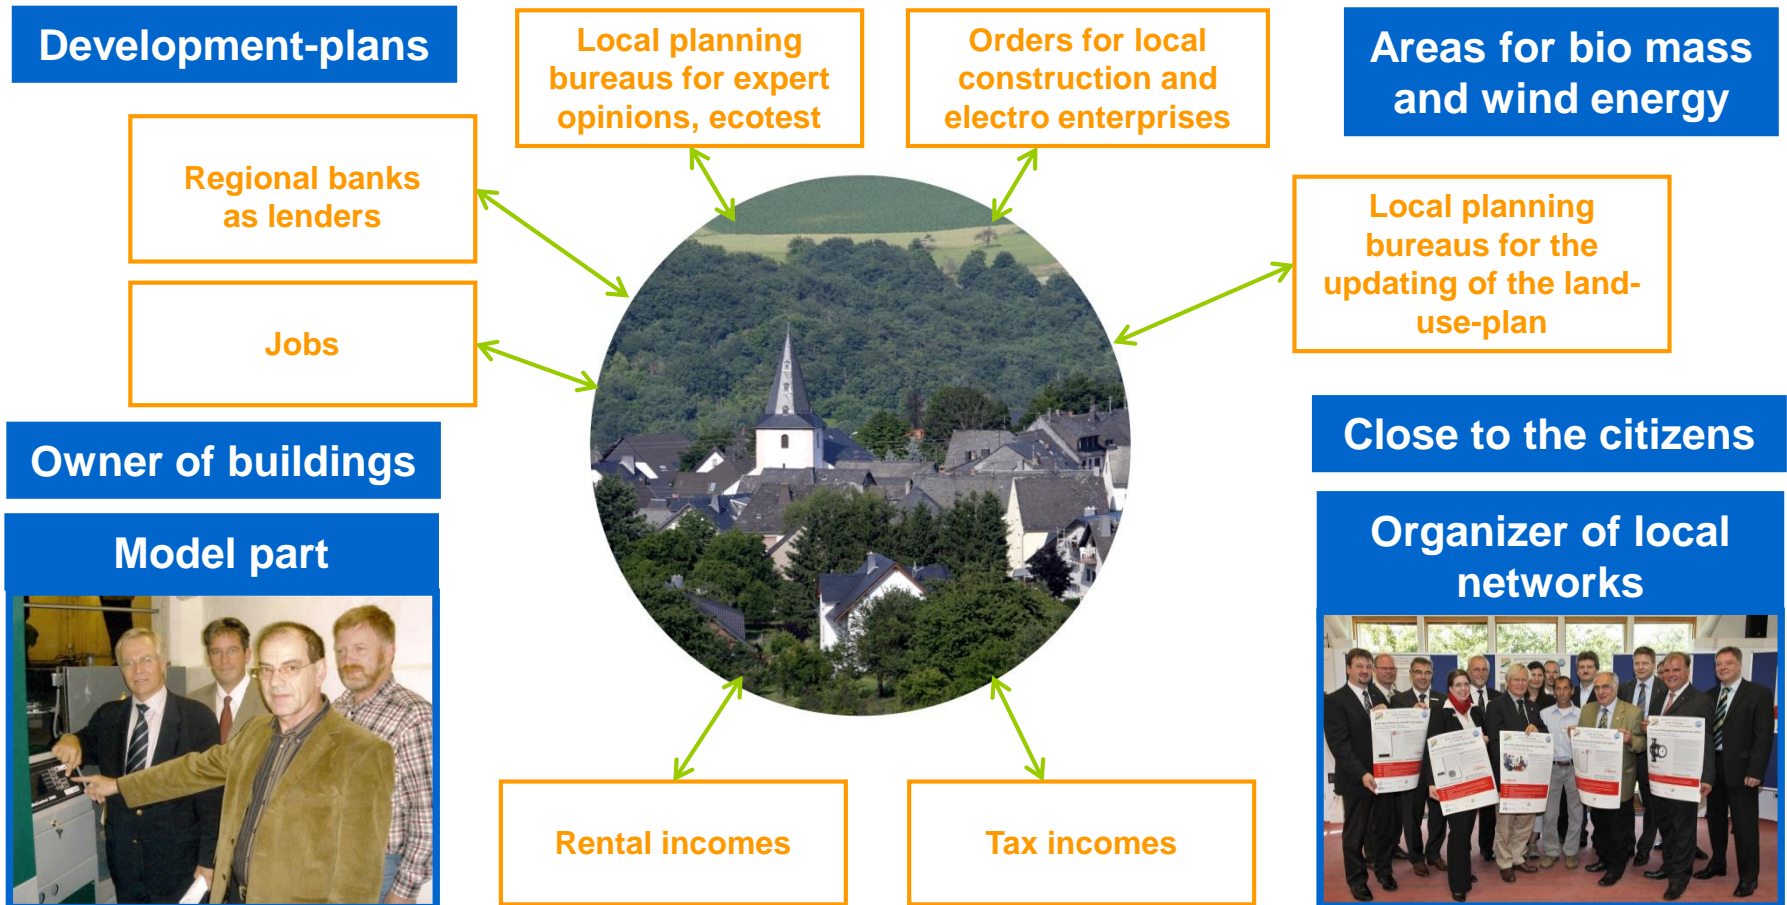 Development-plans
Local planning
bureaus for expert
opinions, ecotest
Orders for local
construction and
electro enterprises
Areas for bio mass
and wind energy
Regional banks
as lenders
Local planning
bureaus for the
updating of the land-
use-plan
Jobs
Owner of buildings
Close to the citizens
Model part
Organizer of local
networks
Rental incomes
Tax incomes